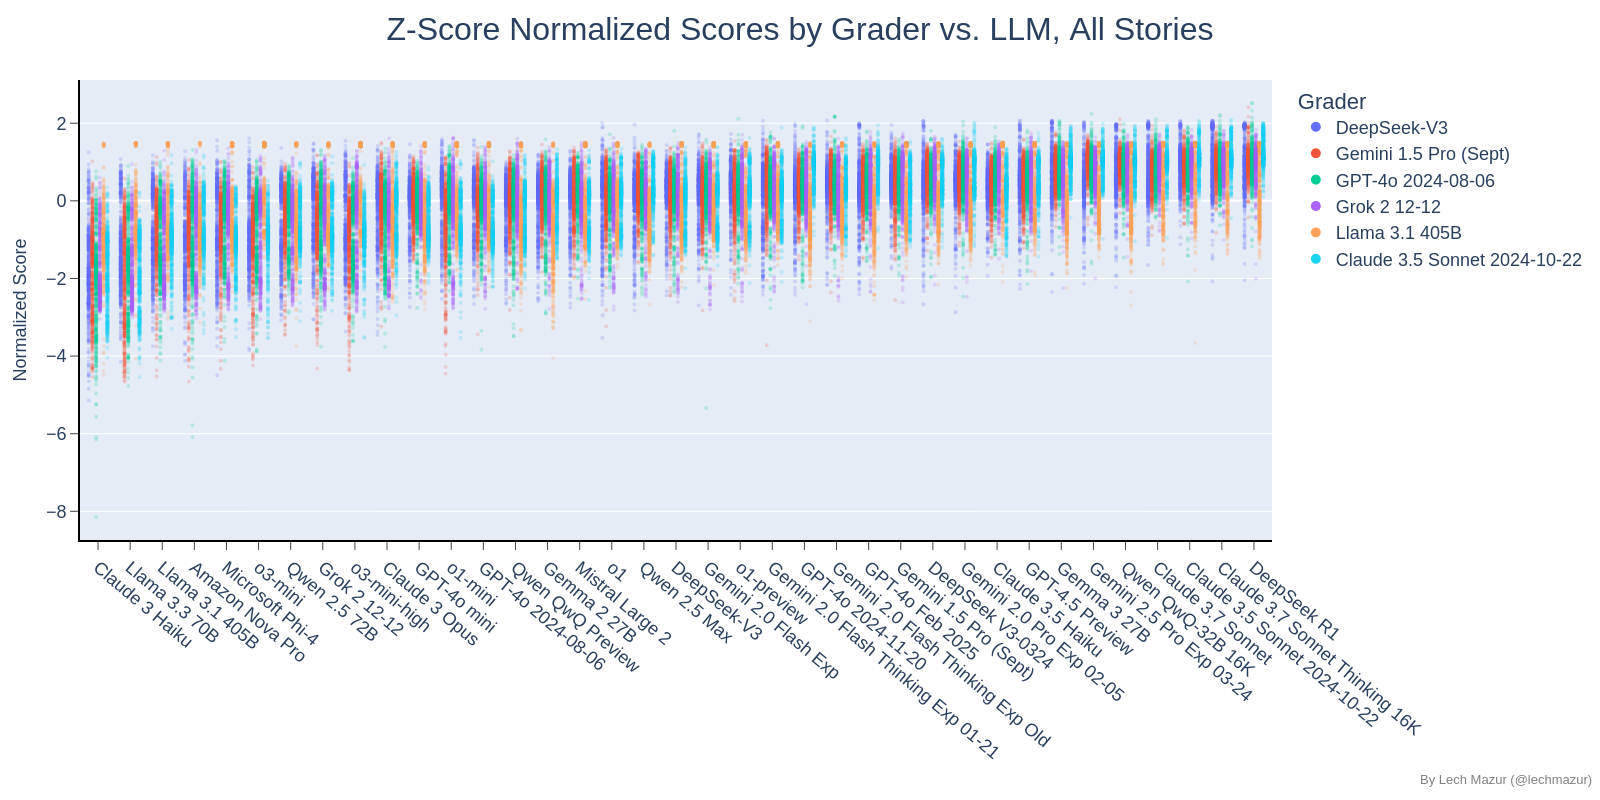 Z-Score Normalized Scores by Grader vs. LLM, All Stories
Grader
DeepSeek-V3
Gemini 1.5 Pro (Sept)
GPT-4o 2024-08-06
Grok 2 12-12
Llama 3.1 405B
Claude 3.5 Sonnet 2024-10-22
Normalized Score
2
0
−2
−4
−6
−8
Claude 3 Haiku
Llama 3.3 70B
Llama 3.1 405B
Amazon Nova Pro
Microsoft Phi-4
o3-mini
Qwen 2.5 72B
Grok 2 12-12
o3-mini-high
Claude 3 Opus
GPT-4o mini
o1-mini
GPT-4o 2024-08-06
Qwen QwQ Preview
Gemma 2 27B
Mistral Large 2
o1
Qwen 2.5 Max
DeepSeek-V3
Gemini 2.0 Flash Exp
o1-preview
Gemini 2.0 Flash Thinking Exp 01-21
GPT-4o 2024-11-20
Gemini 2.0 Flash Thinking Exp Old
GPT-4o Feb 2025
Gemini 1.5 Pro (Sept)
DeepSeek V3-0324
Gemini 2.0 Pro Exp 02-05
Claude 3.5 Haiku
GPT-4.5 Preview
Gemma 3 27B
Gemini 2.5 Pro Exp 03-24
Qwen QwQ-32B 16K
Claude 3.7 Sonnet
Claude 3.5 Sonnet 2024-10-22
Claude 3.7 Sonnet Thinking 16K
DeepSeek R1
By Lech Mazur (@lechmazur)